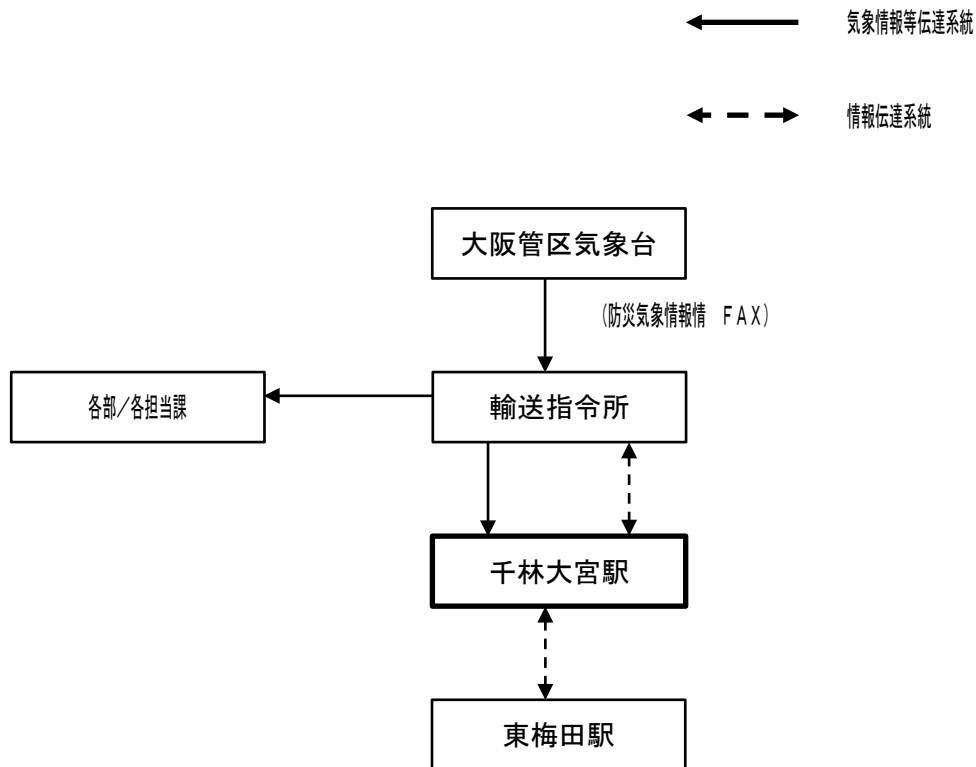 気象情報等伝達系統
情報伝達系統
大阪管区気象台
（防災気象情報情　ＦＡＸ）
各部／各担当課
輸送指令所
千林大宮駅
東梅田駅